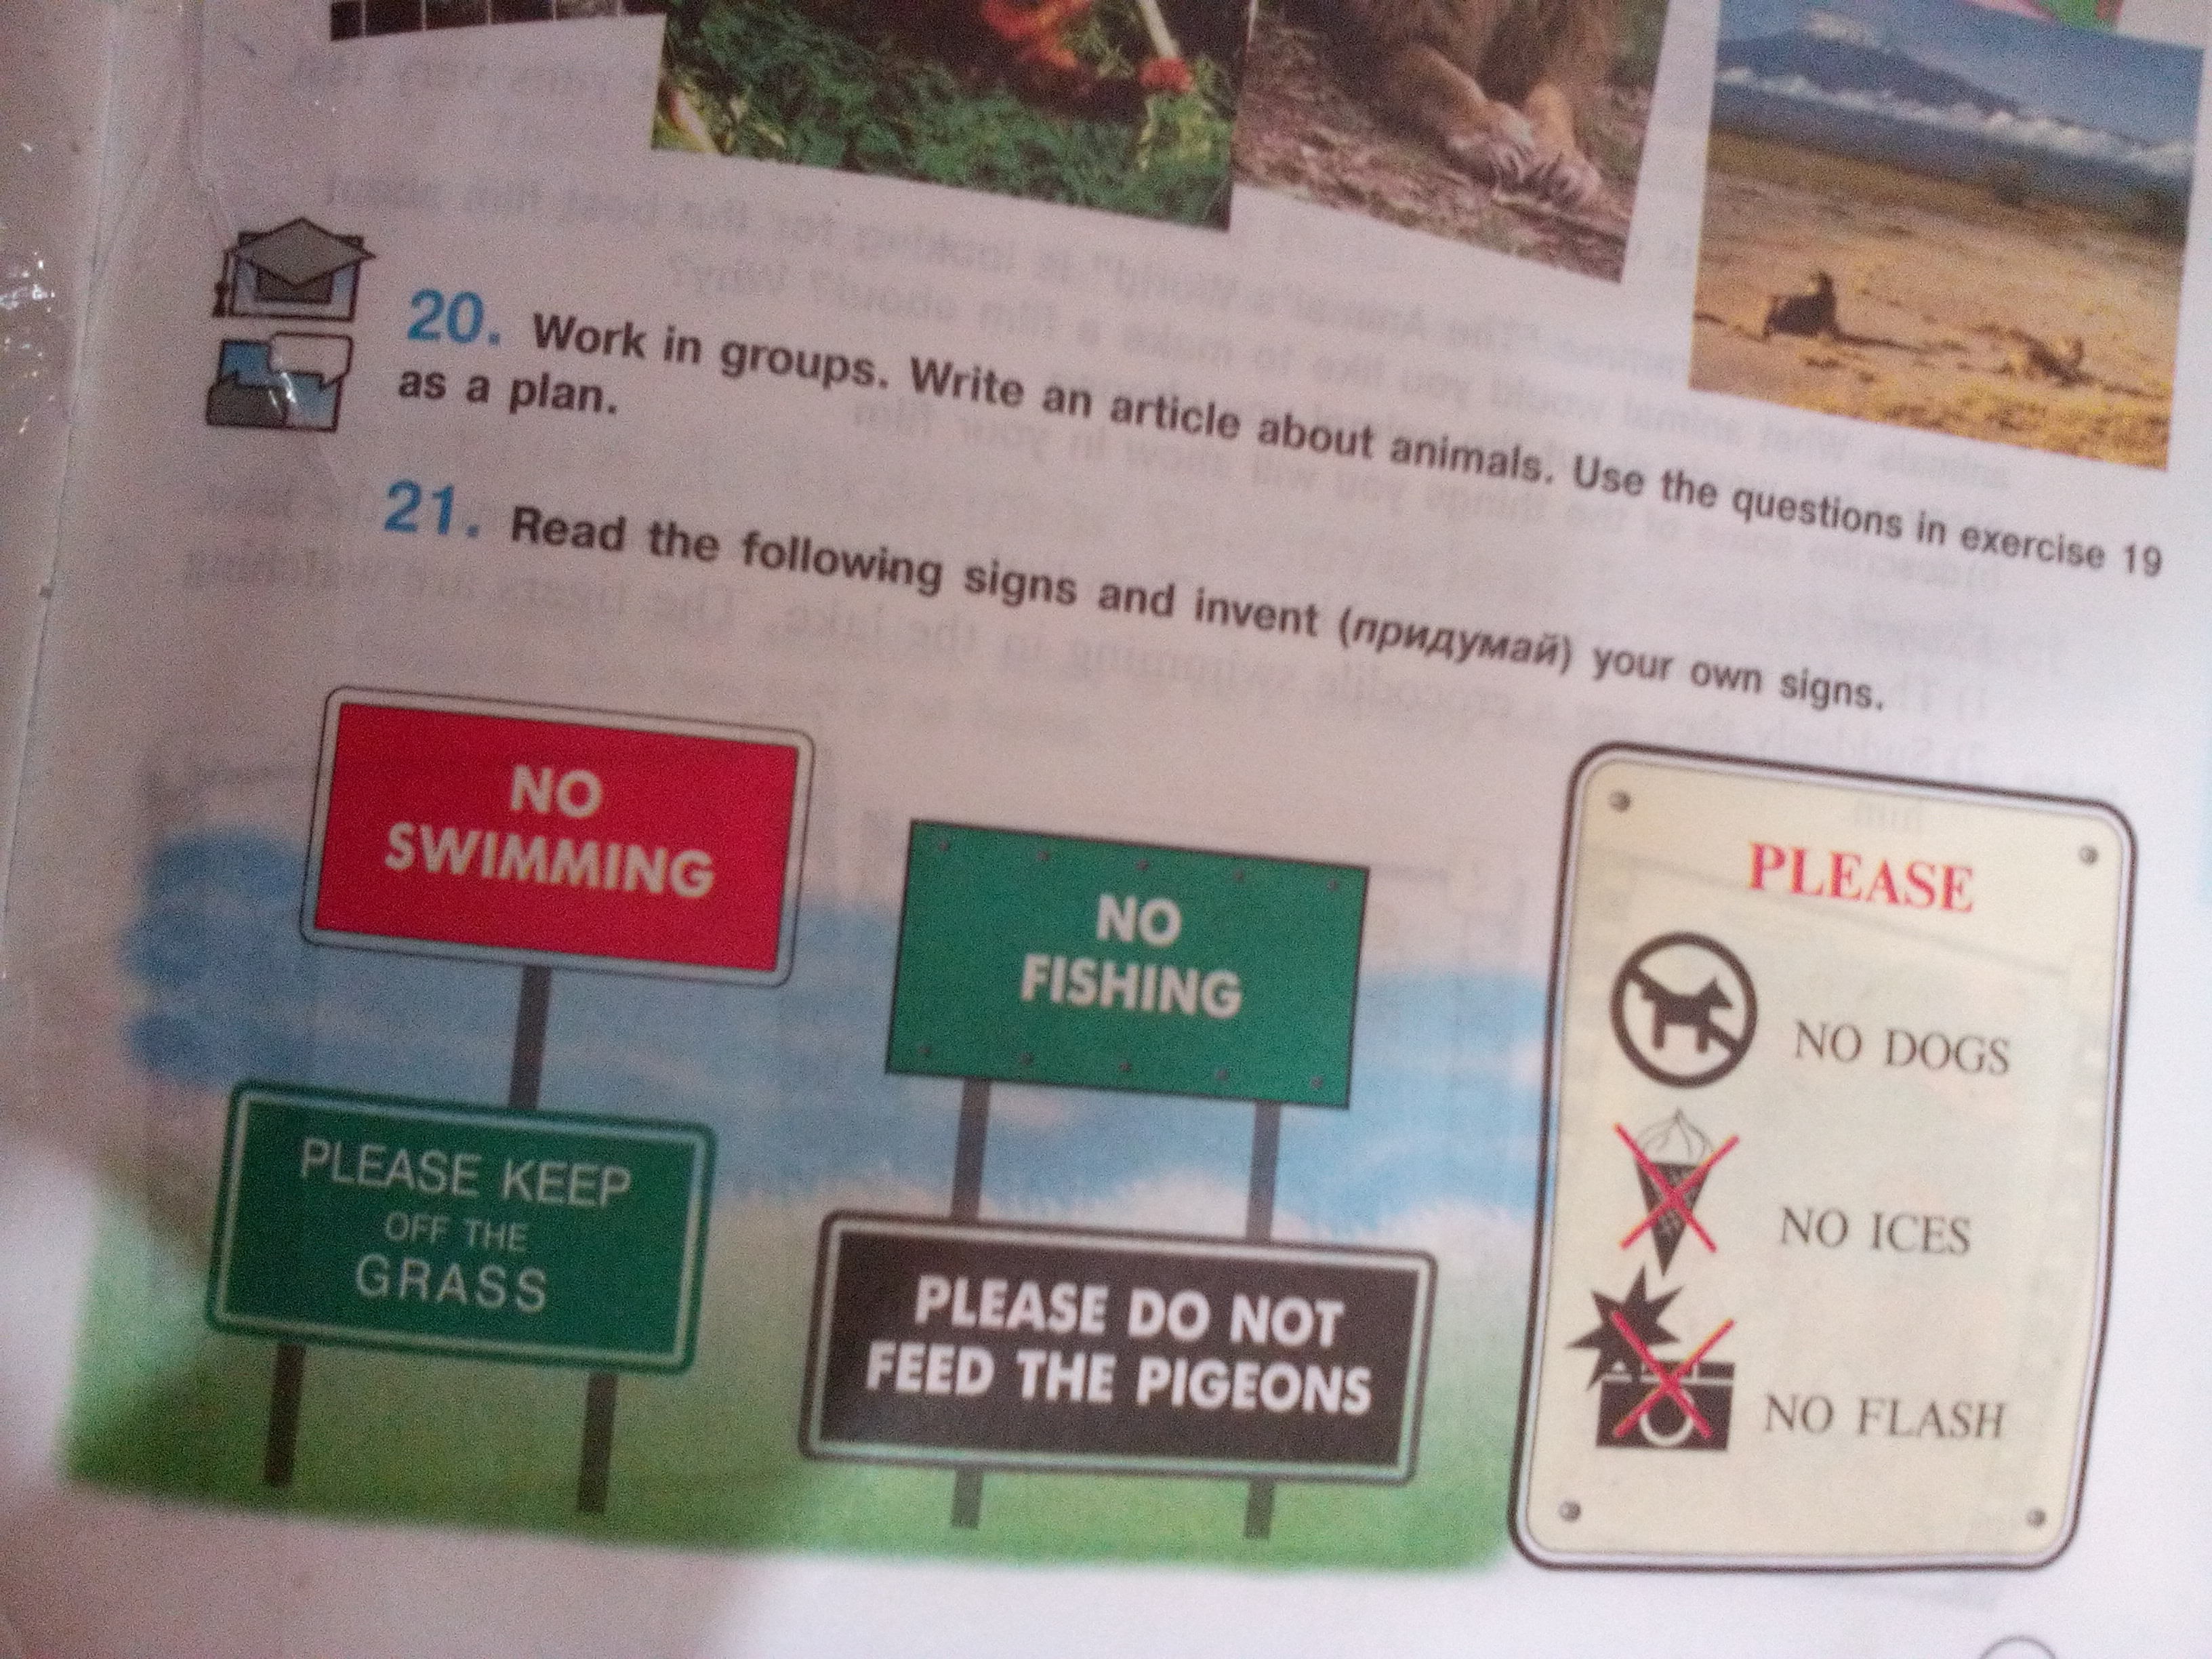 20. Work in groups. Write an article about animals. Use the questions in exercise 19
as a plan.
21. Read the following signs and invent (придумай) your own signs.
NO
SWIMMING
NO
FISHING
PLEASE KEEP
OFF THE
GRASS
PLEASE DO NOT
FEED THE PIGEONS
PLEASE
NO DOGS
NO ICES
NO FLASH